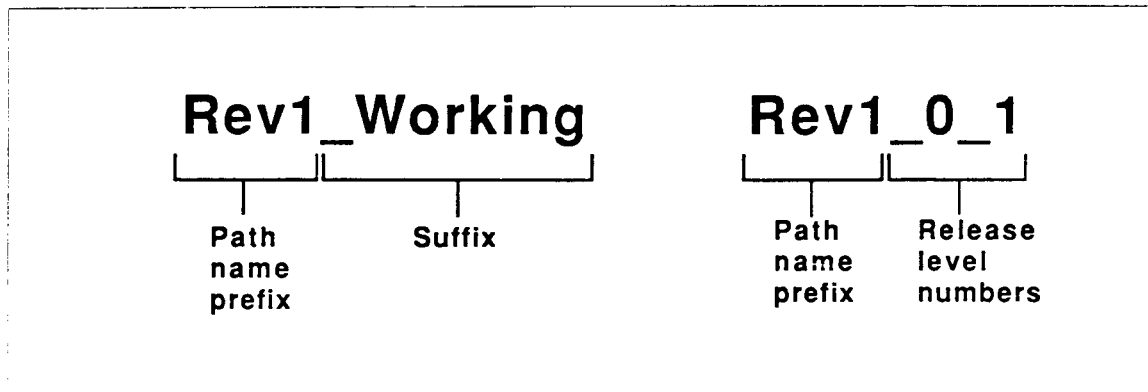 Rev1_Working
Rev1_0_1
Path
name
prefix
Suffix
Path
name
prefix
Release
level
numbers